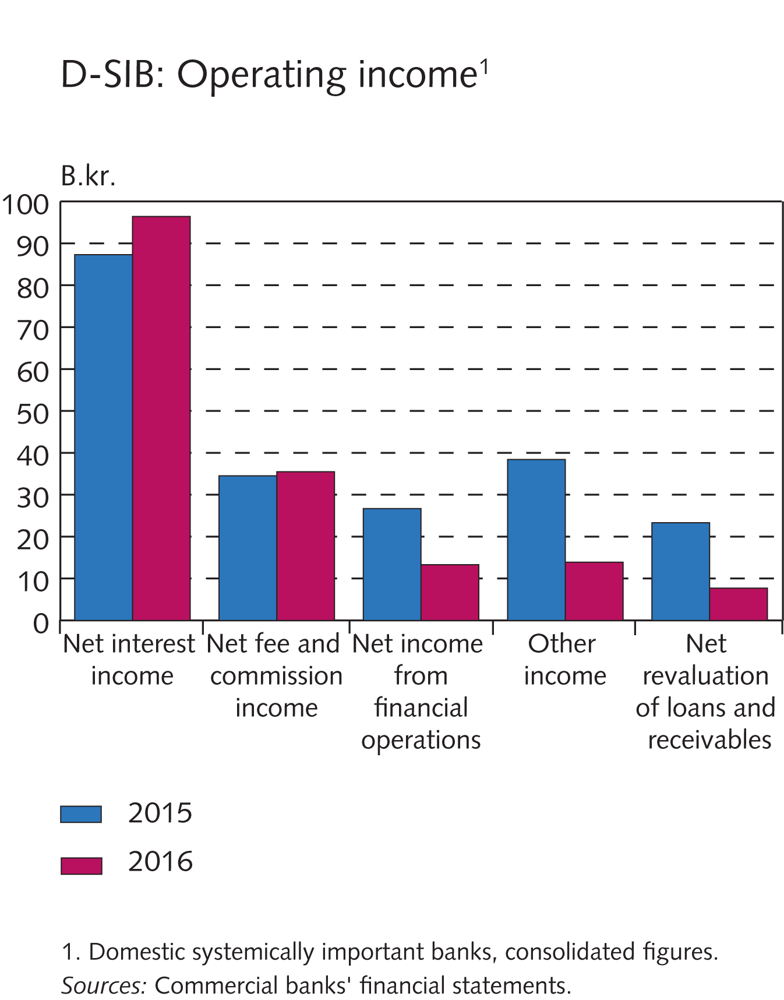 D-SIB: Operating income¹
B.kr.
100
90
80
70
60
50
40
30
20
10
0
Net interest
income
Net fee and
commission
income
Net income
from
financial
operations
Other
income
Net
revaluation
of loans and
receivables
2015
2016
1. Domestic systemically important banks, consolidated figures.
Sources: Commercial banks' financial statements.